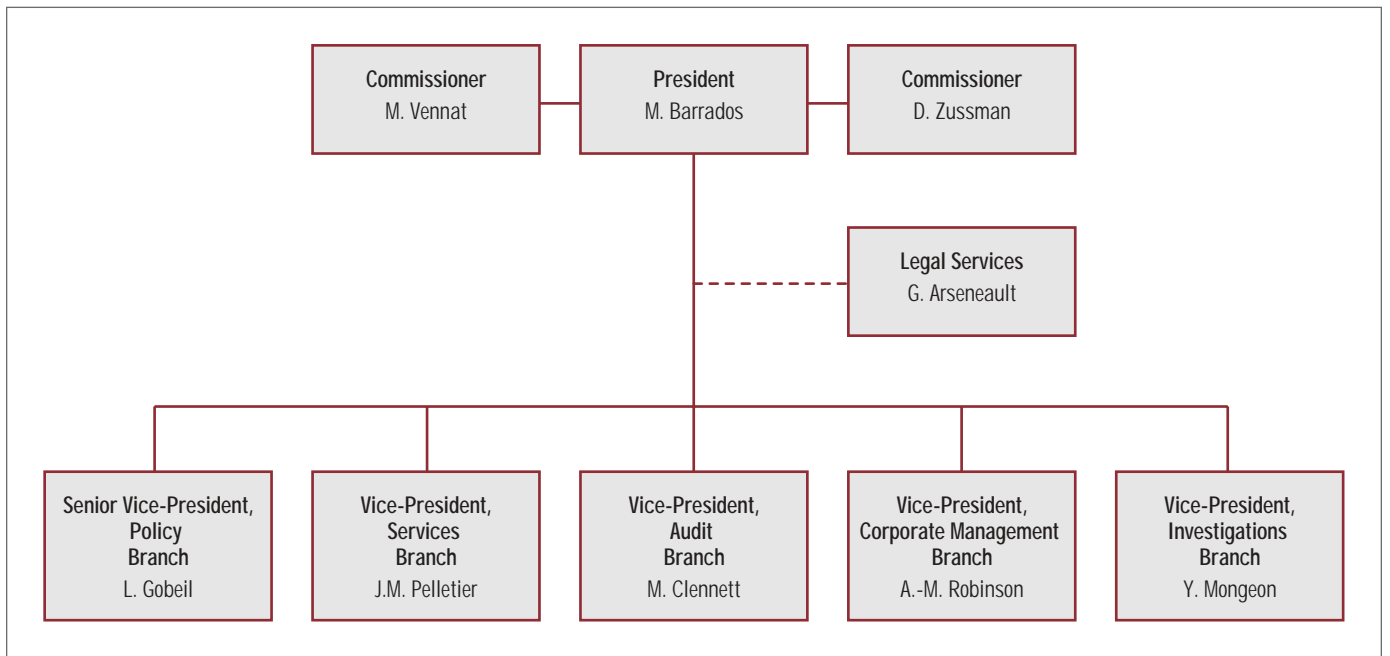 Commissioner
M. Vennat
President
M. Barrados
Commissioner
D. Zussman
Legal Services
G. Arseneault
Senior Vice-President,
Policy
Branch
L. Gobeil
Vice-President,
Services
Branch
J.M. Pelletier
Vice-President,
Audit
Branch
M. Clennett
Vice-President,
Corporate Management
Branch
A.-M. Robinson
Vice-President,
Investigations
Branch
Y. Mongeon